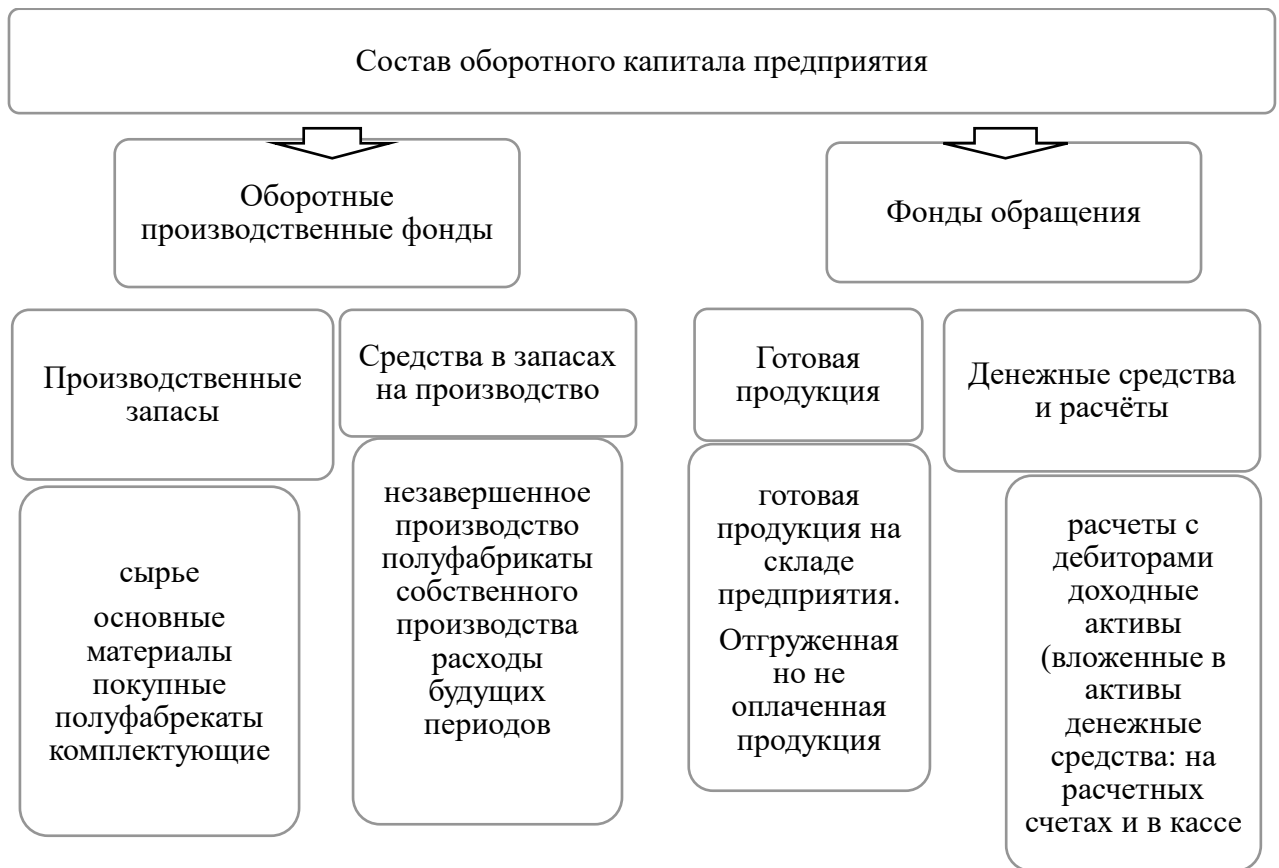 Состав оборотного капитала предприятия
Оборотные
производственные фонды
Фонды обращения
Производственные
запасы
Средства в запасах
на производство
Готовая
продукция
Денежные средства
и расчёты
сырье
основные
материалы
покупные
полуфабрекаты
комплектующие
незавершенное
производство
полуфабрикаты
собственного
производства
расходы
будущих
периодов
готовая
продукция на
складе
предприятия.
Отгруженная
но не
оплаченная
продукция
расчеты с
дебиторами
доходные
активы
(вложенные в
активы
денежные
средства: на
расчетных
счетах и в кассе